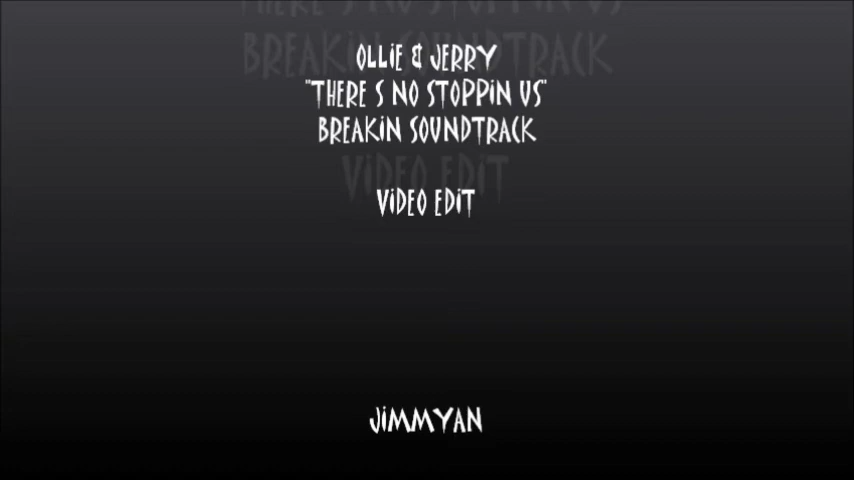 OLLiE & JERRY
"THERE S NO STOPPiN US"
BREAKiN SOUNDTRACK
ViDEO EDiT
JiMMYAN